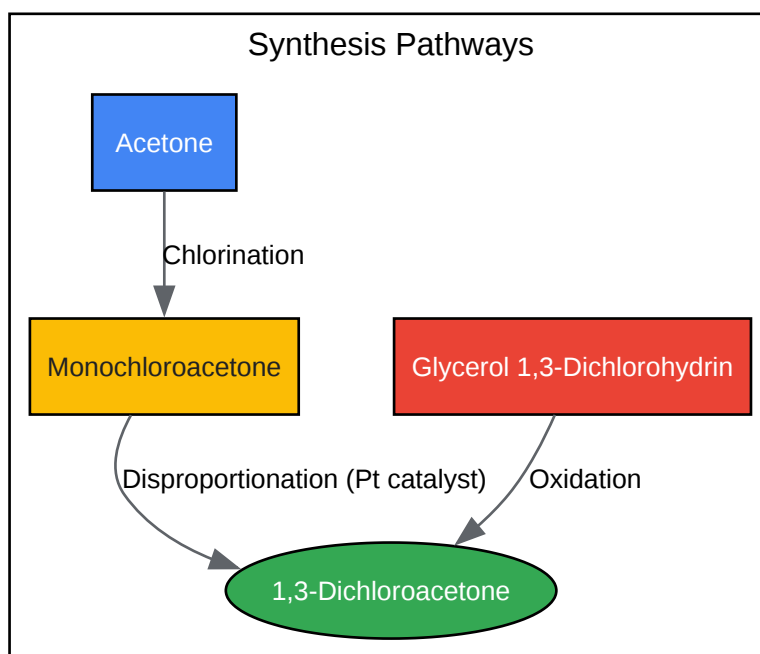 Synthesis Pathways
Acetone
Chlorination
Monochloroacetone
Glycerol 1,3-Dichlorohydrin
Disproportionation (Pt catalyst)
Oxidation
1,3-Dichloroacetone